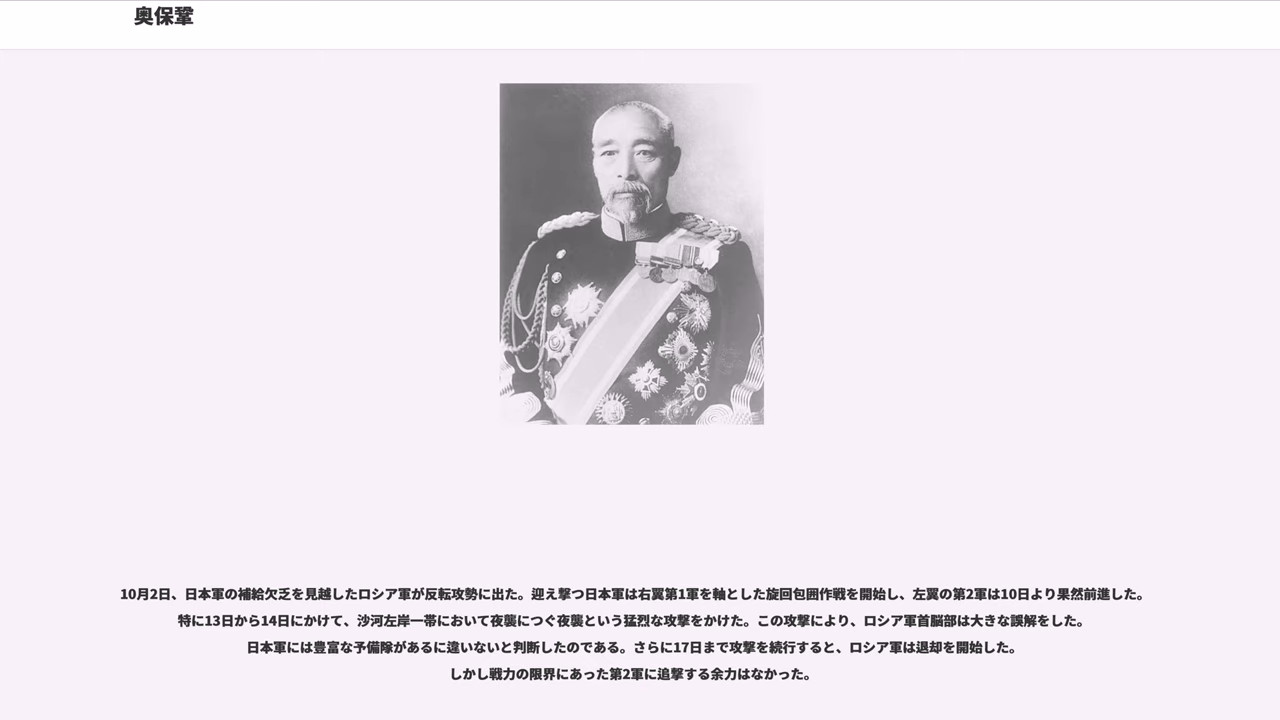 奥保鞏
10月2日、日本軍の補給欠乏を見越したロシア軍が反転攻勢に出た。迎え撃つ日本軍は右翼第1軍を軸とした旋回包囲作戦を開始し、左翼の第2軍は10日より果然前進した。
特に13日から14日にかけて、沙河左岸一帯において夜襲につぐ夜襲という猛烈な攻撃をかけた。この攻撃により、ロシア軍首脳部は大きな誤解をした。
日本軍には豊富な予備隊があるに違いないと判断したのである。さらに17日まで攻撃を続行すると、ロシア軍は退却を開始した。
しかし戦力の限界にあった第2軍に追撃する余力はなかった。